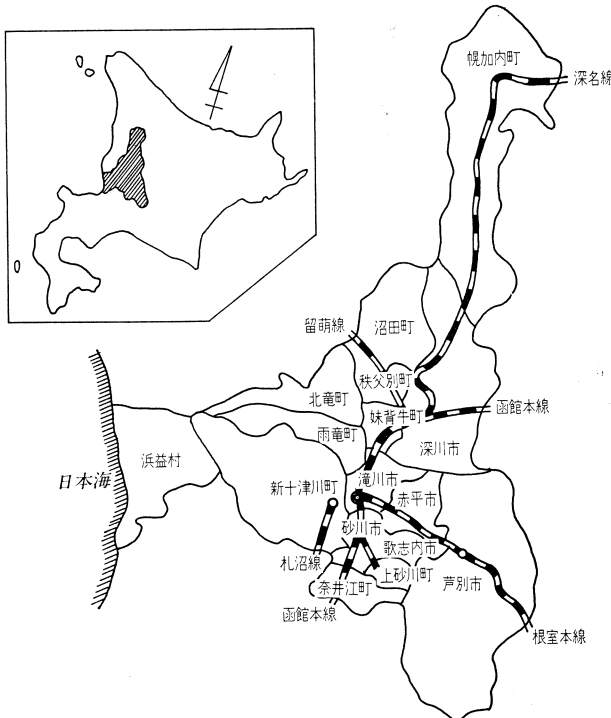 幌加内町
深名線
留萌線
沼田町
秩父別町
北竜町
妹背牛町
函館本線
雨竜町
深川市
浜益村
日本海
新十津川町
滝川市
赤平市
砂川市
歌志内市
札沼線
上砂川町
芦別市
奈井江町
函館本線
根室本線